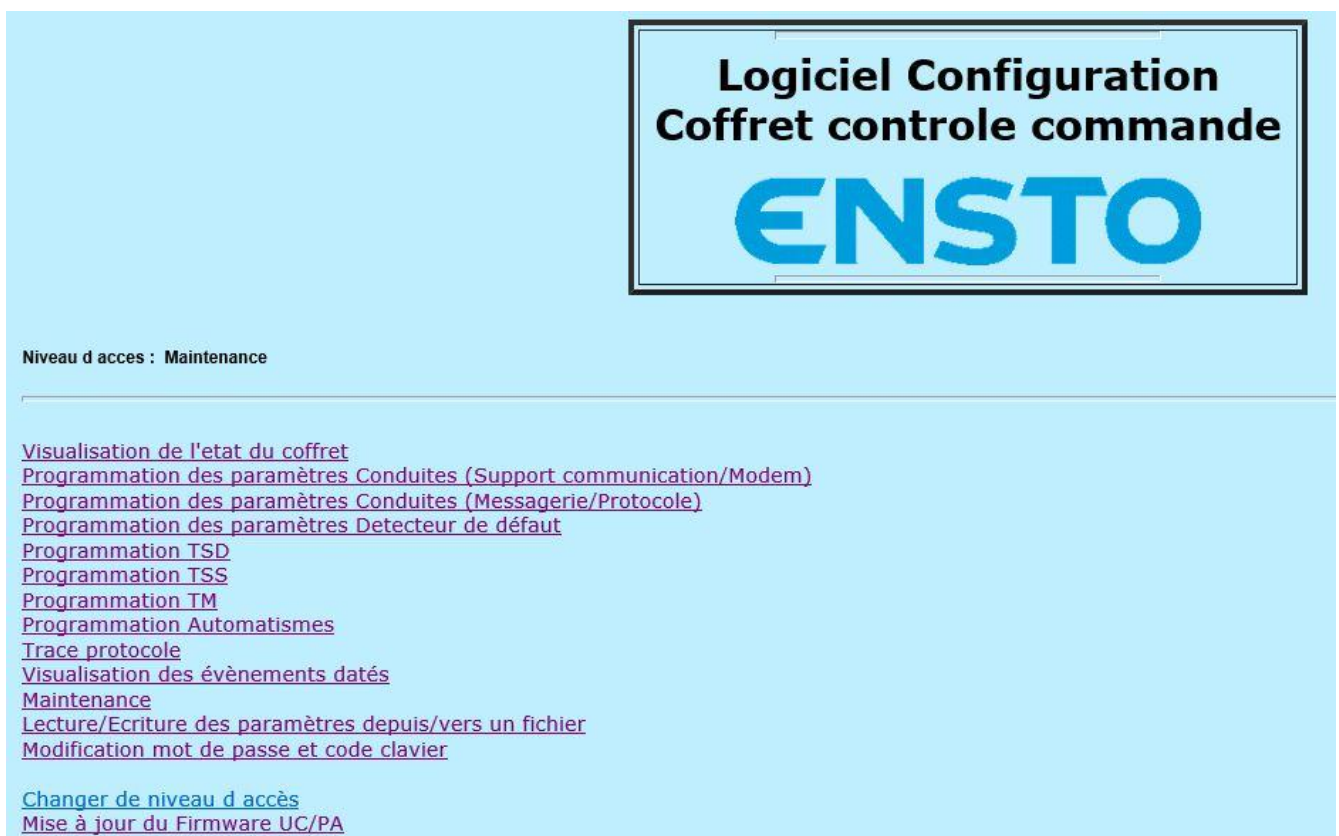 Logiciel Configuration
Coffret controle commande
ENSTO
Niveau d acces : Maintenance
Visualisation de l'etat du coffret
Programmation des paramètres Conduites (Support communication/Modem)
Programmation des paramètres Conduites (Messagerie/Protocole)
Programmation des paramètres Detecteur de défaut
Programmation TSD
Programmation TSS
Programmation TM
Programmation Automatismes
Trace protocole
Visualisation des évènements datés
Maintenance
Lecture/Ecriture des paramètres depuis/vers un fichier
Modification mot de passe et code clavier
Changer de niveau d accès
Mise à jour du Firmware UC/PA